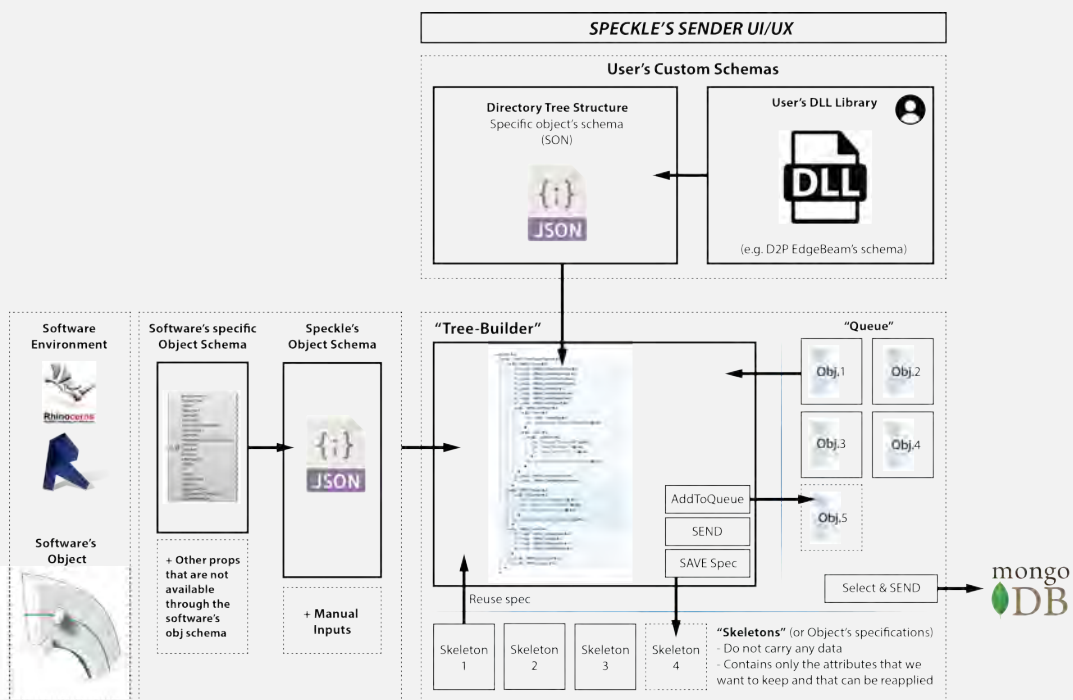 SPECKLE'S SENDER UI/UX
User's Custom Schemas
Directory Tree Structure
Specific object's schema
(SON)
JSON
User's DLL Library
DLL
(e.g. D2P EdgeBeam's schema)
Software
Environment
Rhinocerns
Software's
Object
Software's specific
Object Schema
+ Other props
that are not
available
through the
software's
obj schema
Speckle's
Object Schema
JSON
+ Manual
Inputs
"Tree-Builder"
AddToQueue
SEND
SAVE Spec
"Queue"
Obj.1
Obj.2
Obj.3
Obj.4
Obj.5
Select & SEND
mongo
DB
Reuse spec
Skeleton
1
Skeleton
2
Skeleton
3
Skeleton
4
"Skeletons" (or Object's specifications)
- Do not carry any data
- Contains only the attributes that we
want to keep and that can be reapplied